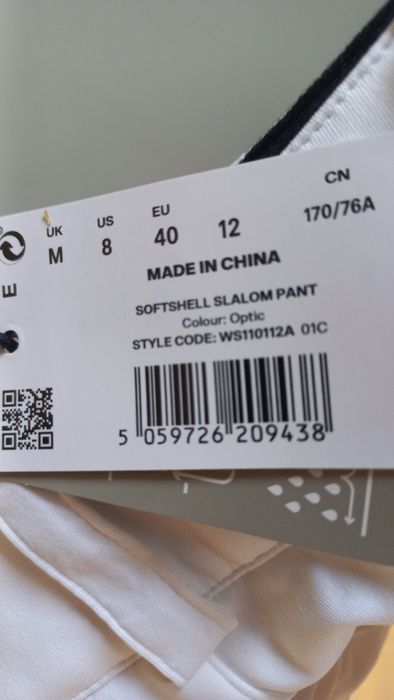 CN
170/76A
UK
M
US
8
EU
40
12
E
MADE IN CHINA
SOFTSHELL SLALOM PANT
Colour: Optic
STYLE CODE: WS110112A 01C
5 059726 209438